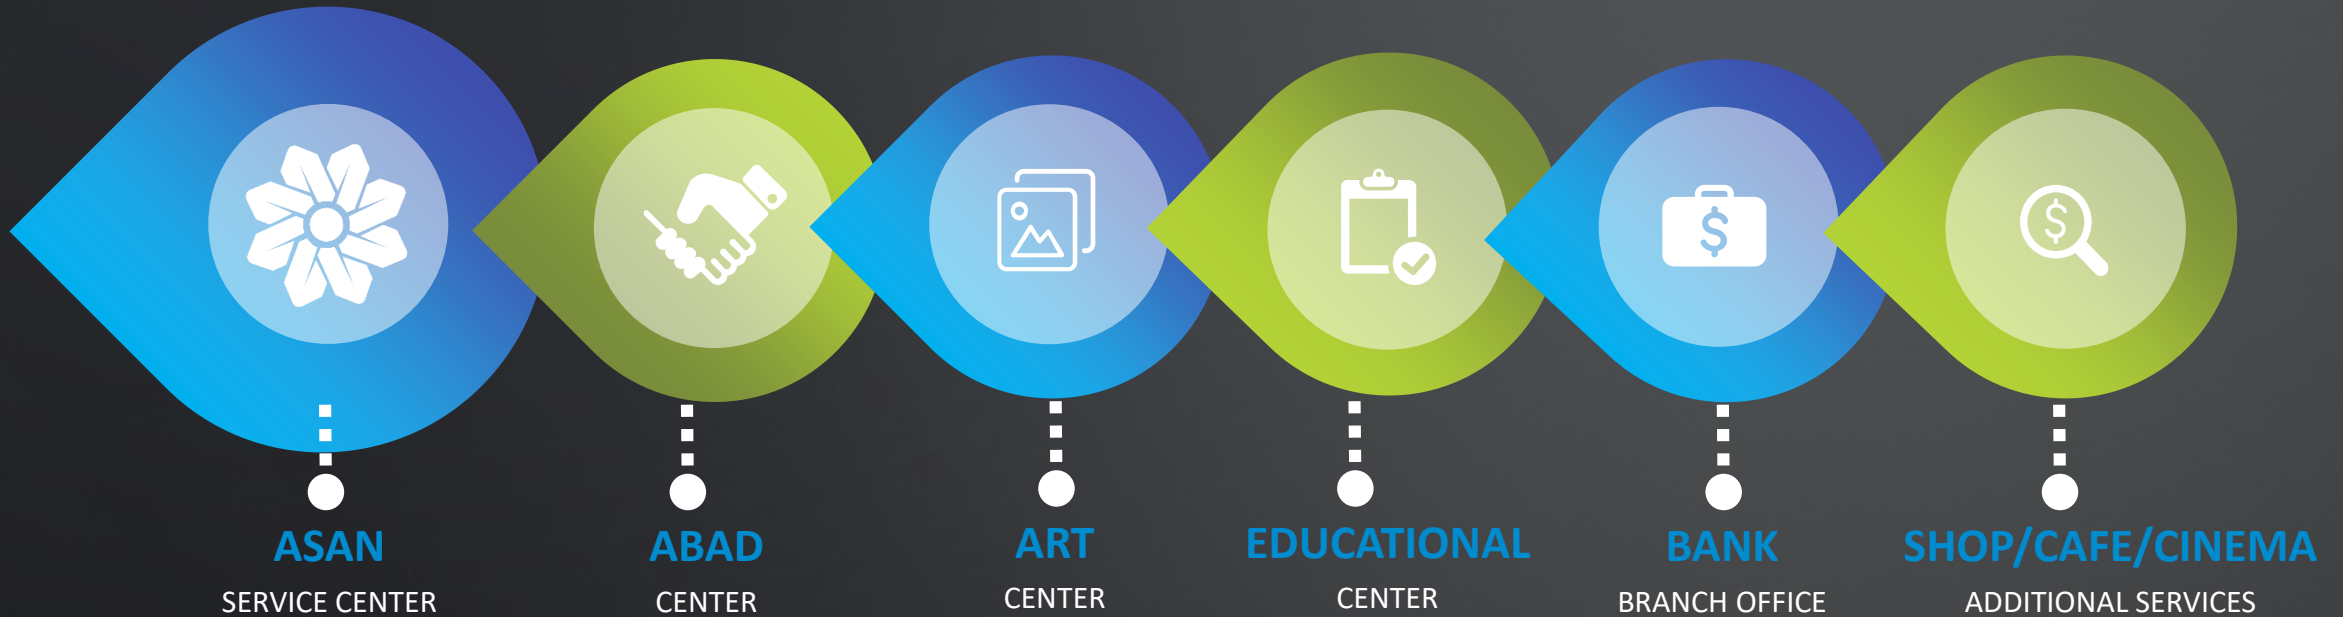 ASAN
SERVICE CENTER
ABAD
CENTER
ART
CENTER
EDUCATIONAL
CENTER
BANK
BRANCH OFFICE
SHOP/CAFE/CINEMA
ADDITIONAL SERVICES